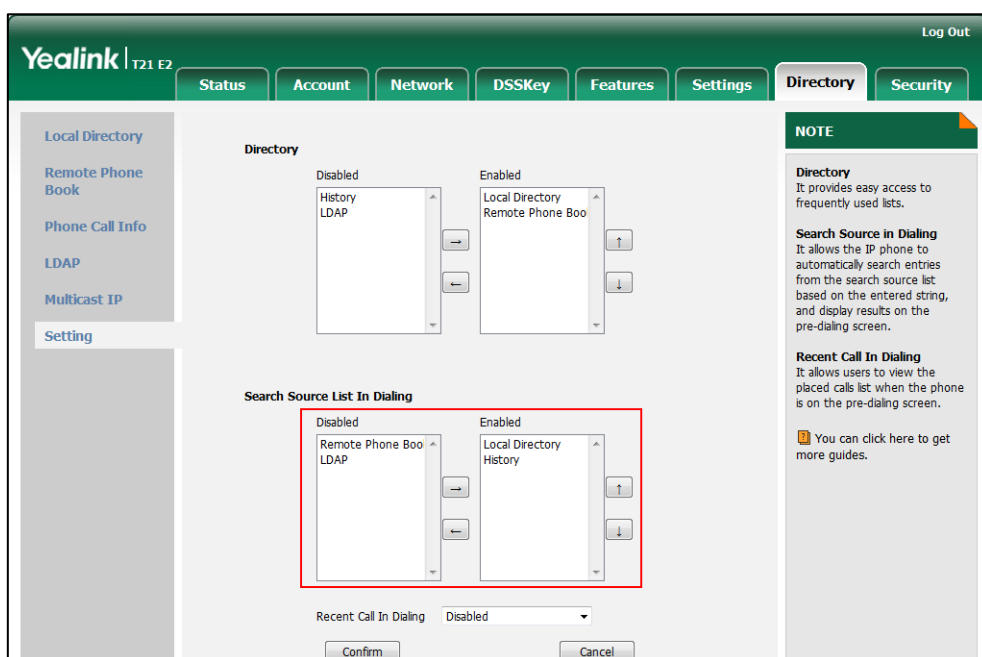 Log Out
Yealink T21 E2
Status Account Network DSSKey Features Settings Directory Security
Local Directory
Remote Phone
Book
Phone Call Info
LDAP
Multicast IP
Setting
Directory
Disabled Enabled
History
LDAP
Local Directory
Remote Phone Boo
→ ↑
← ↓
Search Source List In Dialing
Disabled Enabled
Remote Phone Boo
LDAP
Local Directory
History
→ ↑
← ↓
Recent Call In Dialing Disabled
Confirm Cancel
NOTE
Directory
It provides easy access to
frequently used lists.
Search Source in Dialing
It allows the IP phone to
automatically search entries
from the search source list
based on the entered string,
and display results on the
pre-dialing screen.
Recent Call In Dialing
It allows users to view the
placed calls list when the phone
is on the pre-dialing screen.
You can click here to get
more guides.